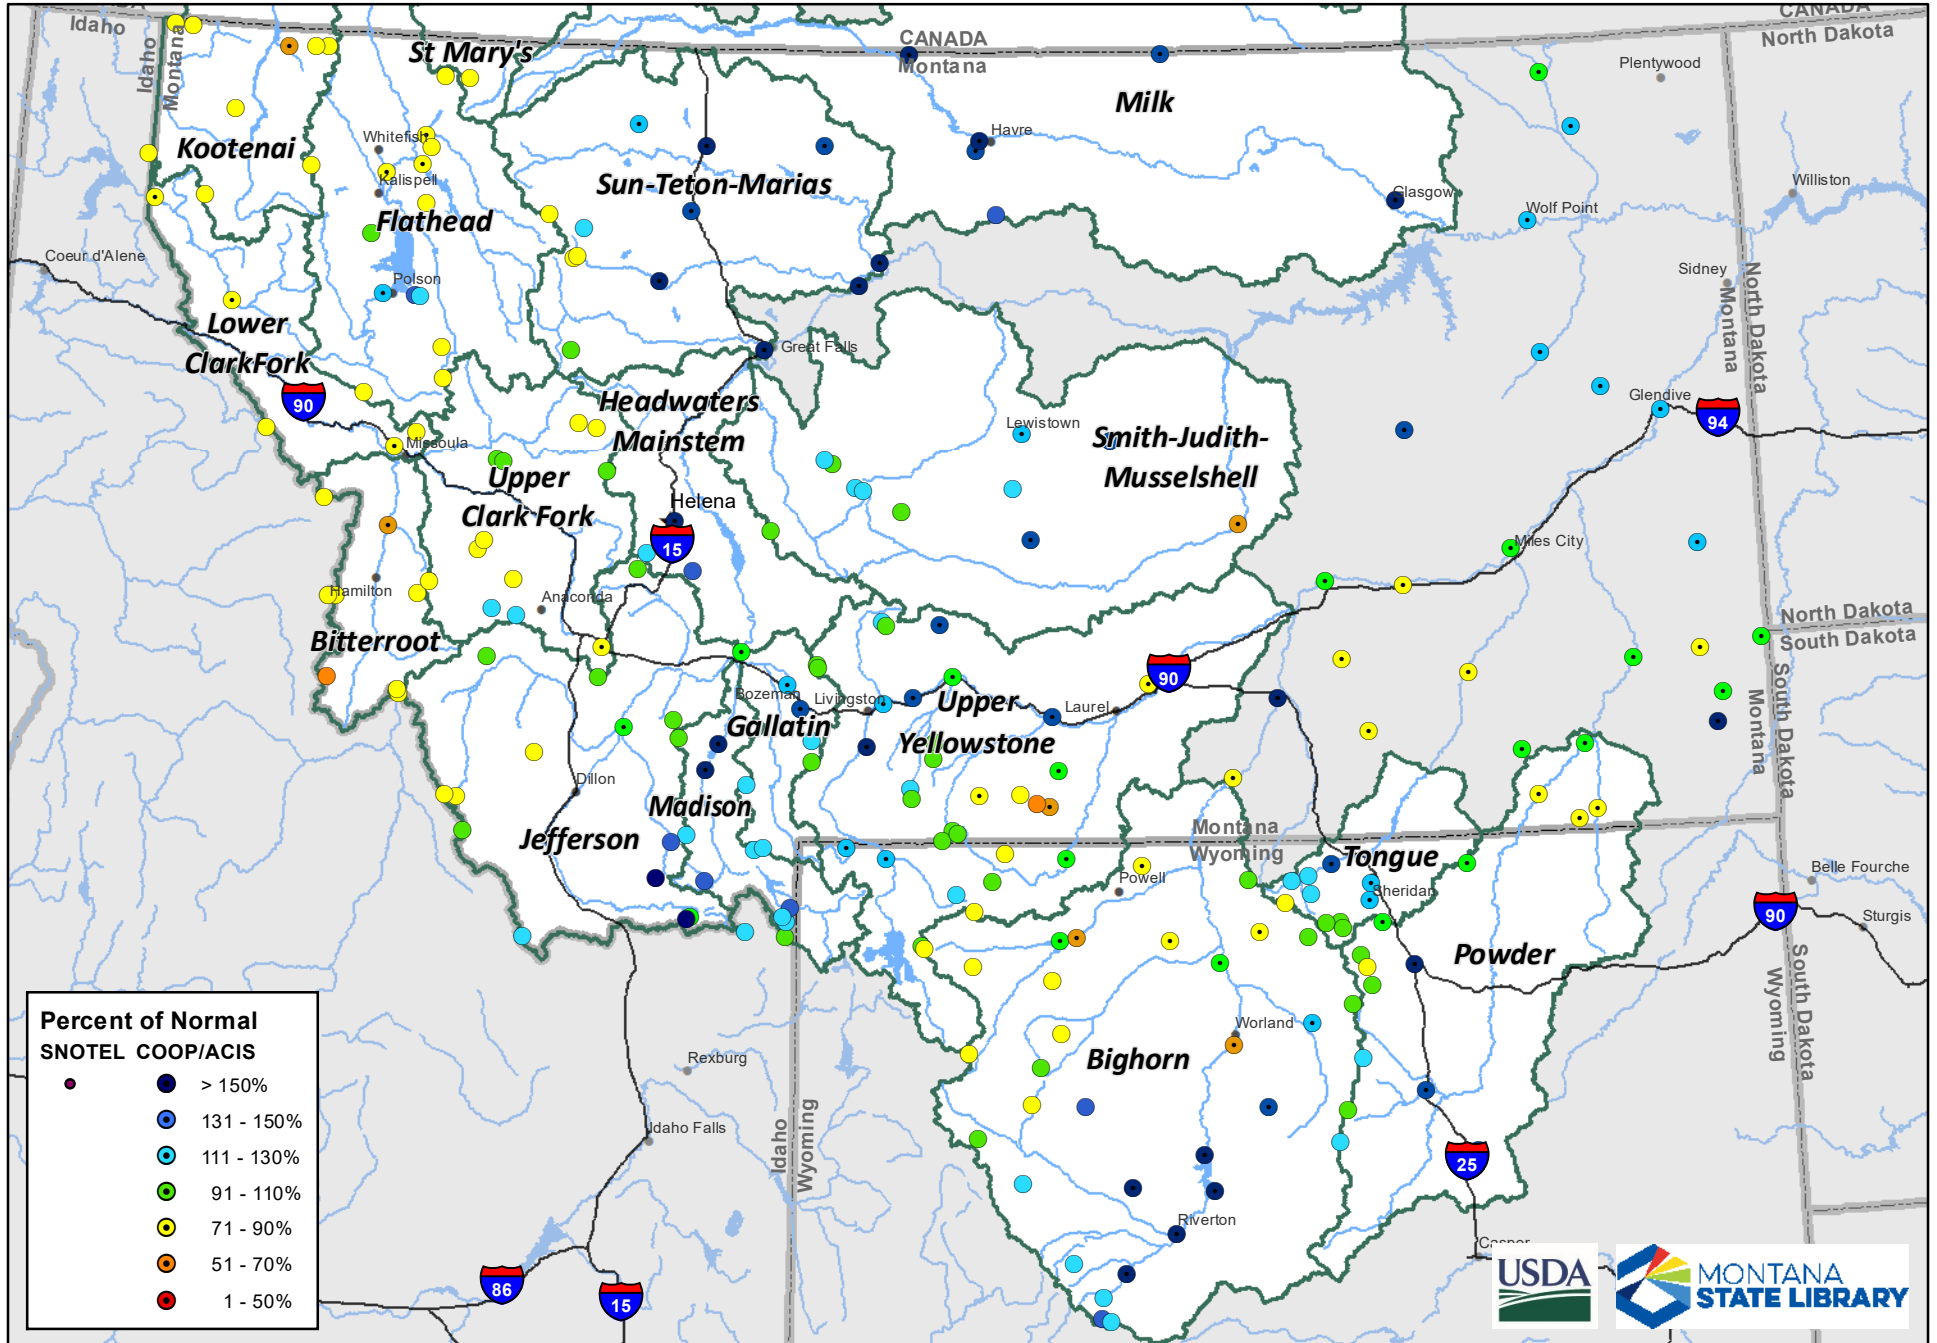 CANADA
Idaho
Idaho
Montana
St Mary's
CANADA
Montana
CANADA
North Dakota
Plentywood
Milk
Havre
Kootenai
Whitefish
Kalispell
Flathead
Sun-Teton-Marias
Glasgow
Wolf Point
Williston
Coeur d'Alene
Polson
Sidney
Montana
North Dakota
Lower
ClarkFork
Great Falls
90
Headwaters
Mainstem
Missoula
Lewistown
Smith-Judith-
Musselshell
Glendive
94
Upper
Clark Fork
Helena
15
Miles City
Hamilton
Anaconda
Bitterroot
North Dakota
South Dakota
Bozeman
Livingston
Gallatin
Upper
Yellowstone
Laurel
90
South Dakota
Montana
Dillon
Madison
Jefferson
Montana
Wyoming
Tongue
Powell
Sheridan
Belle Fourche
90
Sturgis
Powder
South Dakota
Wyoming
Worland
Bighorn
Rexburg
Idaho Falls
Idaho
Wyoming
25
Riverton
Casper
86
15
Percent of Normal
SNOTEL COOP/ACIS
> 150%
131 - 150%
111 - 130%
91 - 110%
71 - 90%
51 - 70%
1 - 50%
USDA
MONTANA
STATE LIBRARY